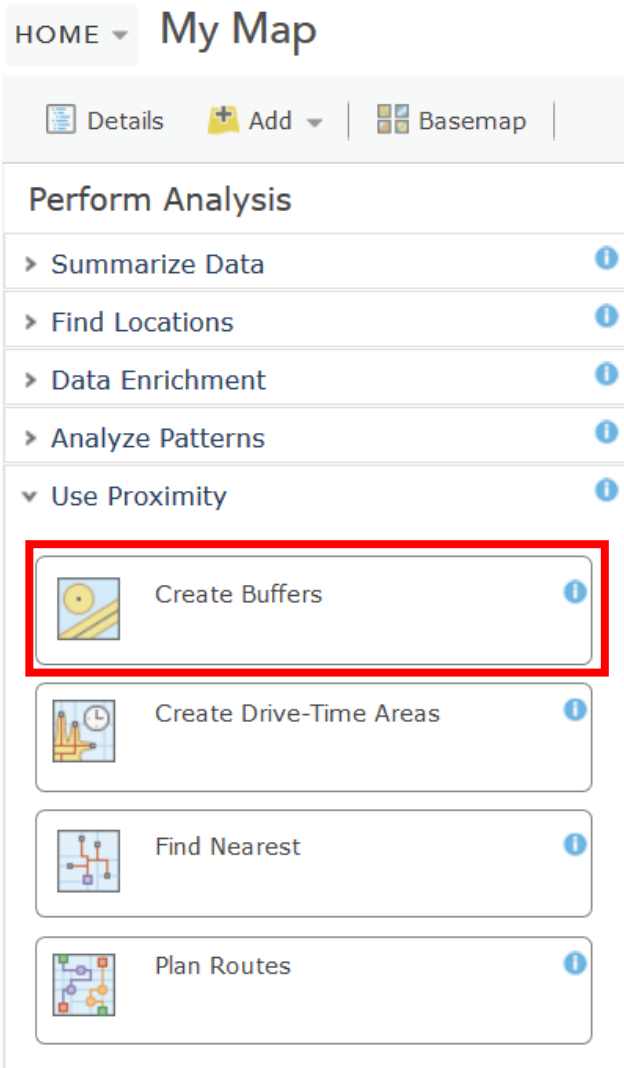 HOME My Map
Details Add Basemap
Perform Analysis
Summarize Data
Find Locations
Data Enrichment
Analyze Patterns
Use Proximity
Create Buffers
Create Drive-Time Areas
Find Nearest
Plan Routes